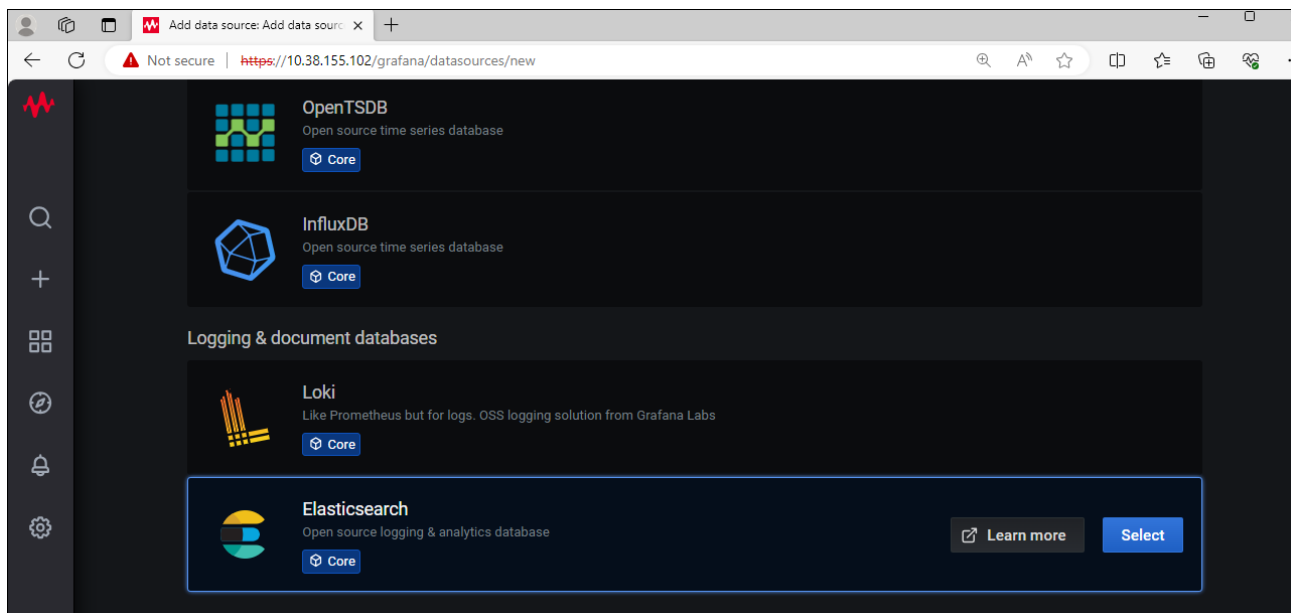 Add data source: Add data sourc
Not secure | https://10.38.155.102/grafana/datasources/new
OpenTSDB
Open source time series database
Core
InfluxDB
Open source time series database
Core
Logging & document databases
Loki
Like Prometheus but for logs. OSS logging solution from Grafana Labs
Core
Elasticsearch
Open source logging & analytics database
Learn more Select
Core